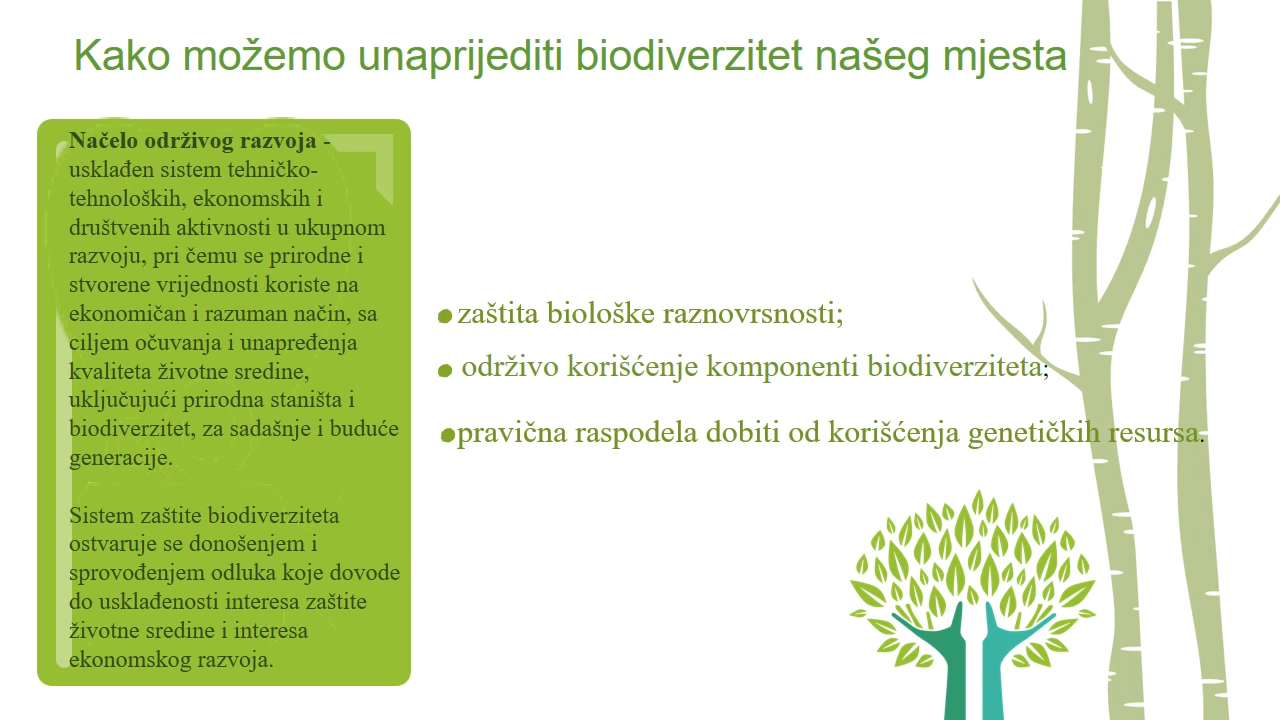 Kako možemo unaprijediti biodiverzitet našeg mjesta
Načelo održivog razvoja -
usklađen sistem tehničko-
tehnoloških, ekonomskih i
društvenih aktivnosti u ukupnom
razvoju, pri čemu se prirodne i
stvorene vrijednosti koriste na
ekonomičan i razuman način, sa
ciljem očuvanja i unapređenja
kvaliteta životne sredine,
uključujući prirodna staništa i
biodiverzitet, za sadašnje i buduće
generacije.
Sistem zaštite biodiverziteta
ostvaruje se donošenjem i
sprovođenjem odluka koje dovode
do usklađenosti interesa zaštite
životne sredine i interesa
ekonomskog razvoja.
● zaštita biološke raznovrsnosti;
● održivo korišćenje komponenti biodiverziteta;
● pravična raspodela dobiti od korišćenja genetičkih resursa.